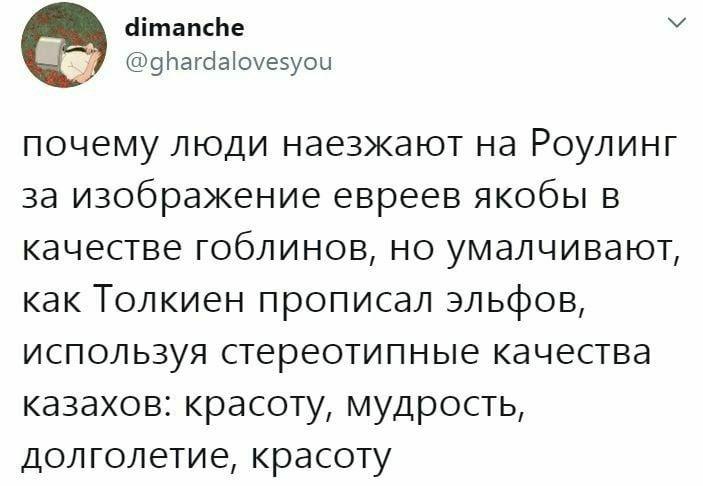 dimanche
@ghardalovesyou
почему люди наезжают на Роулинг
за изображение евреев якобы в
качестве гоблинов, но умалчивают,
как Толкиен прописал эльфов,
используя стереотипные качества
казахов: красоту, мудрость,
долголетие, красоту